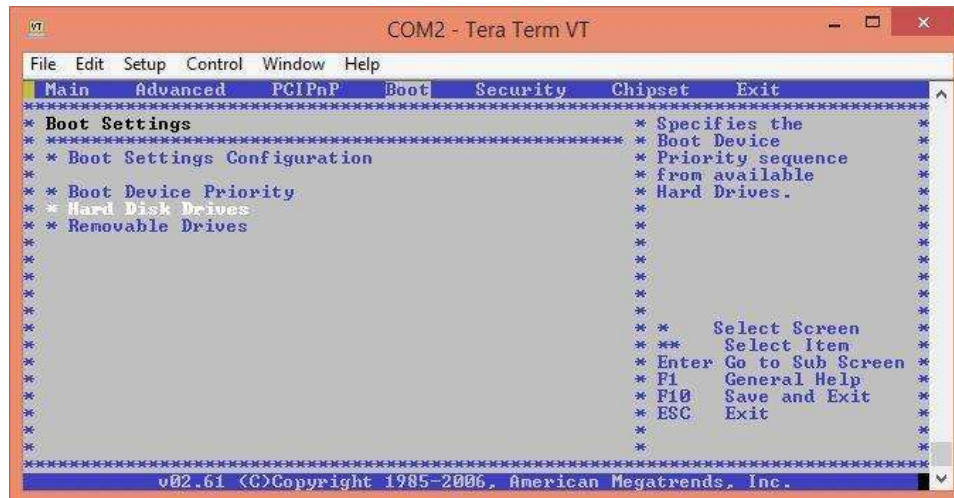 COM2 - Tera Term VT
File Edit Setup Control Window Help
Main Advanced PCIPnP Boot Security Chipset Exit
Boot Settings
* Boot Settings Configuration
* Boot Device Priority
* Hard Disk Drives
* Removable Drives
Specifies the
Boot Device
Priority sequence
from available
Hard Drives.
* Select Screen
** Select Item
Enter Go to Sub Screen
F1 General Help
F10 Save and Exit
ESC Exit
v02.61 (C)Copyright 1985-2006, American Megatrends, Inc.